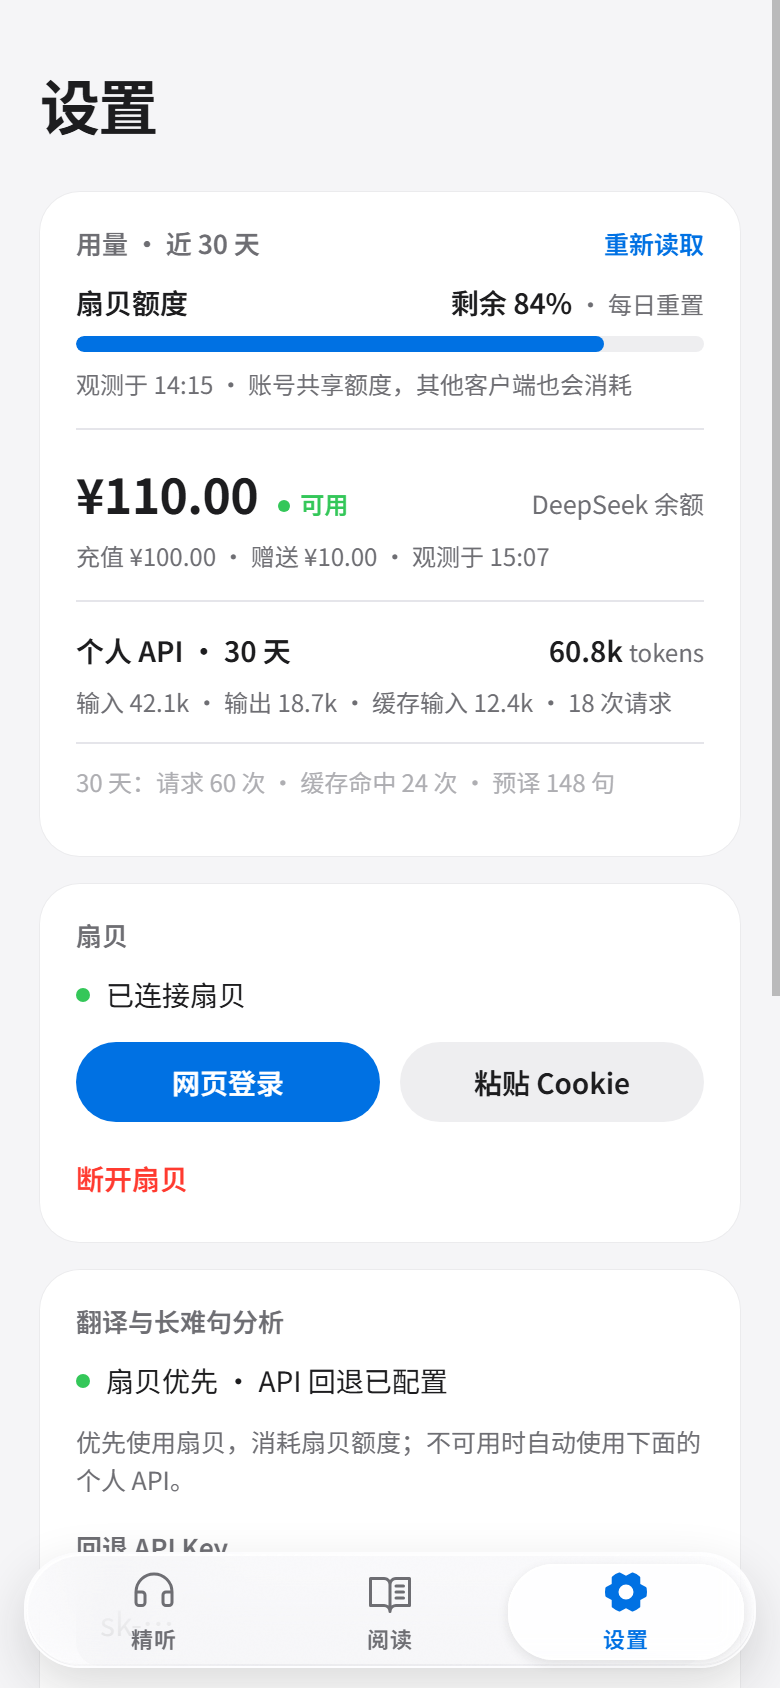 设置
用量 · 近 30 天 重新读取
扇贝额度 剩余 84% · 每日重置
观测于 14:15 · 账号共享额度，其他客户端也会消耗
¥110.00 可用 DeepSeek 余额
充值 ¥100.00 · 赠送 ¥10.00 · 观测于 15:07
个人 API · 30 天 60.8k tokens
输入 42.1k · 输出 18.7k · 缓存输入 12.4k · 18 次请求
30 天：请求 60 次 · 缓存命中 24 次 · 预译 148 句
扇贝
已连接扇贝
网页登录 粘贴 Cookie
断开扇贝
翻译与长难句分析
扇贝优先 · API 回退已配置
优先使用扇贝，消耗扇贝额度；不可用时自动使用下面的
个人 API。
回退 API Key
sk-...
精听 阅读 设置